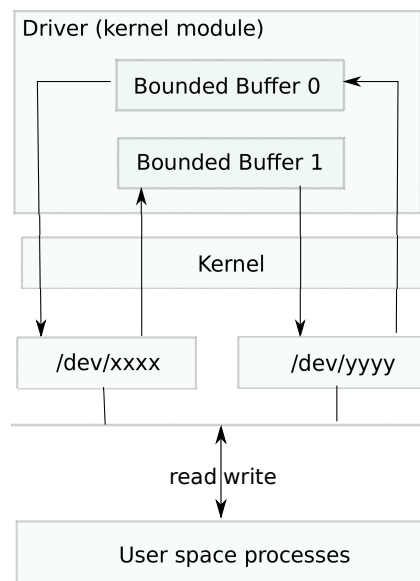 Driver (kernel module)
Bounded Buffer 0
Bounded Buffer 1
Kernel
/dev/xxxx
/dev/yyyy
read write
User space processes